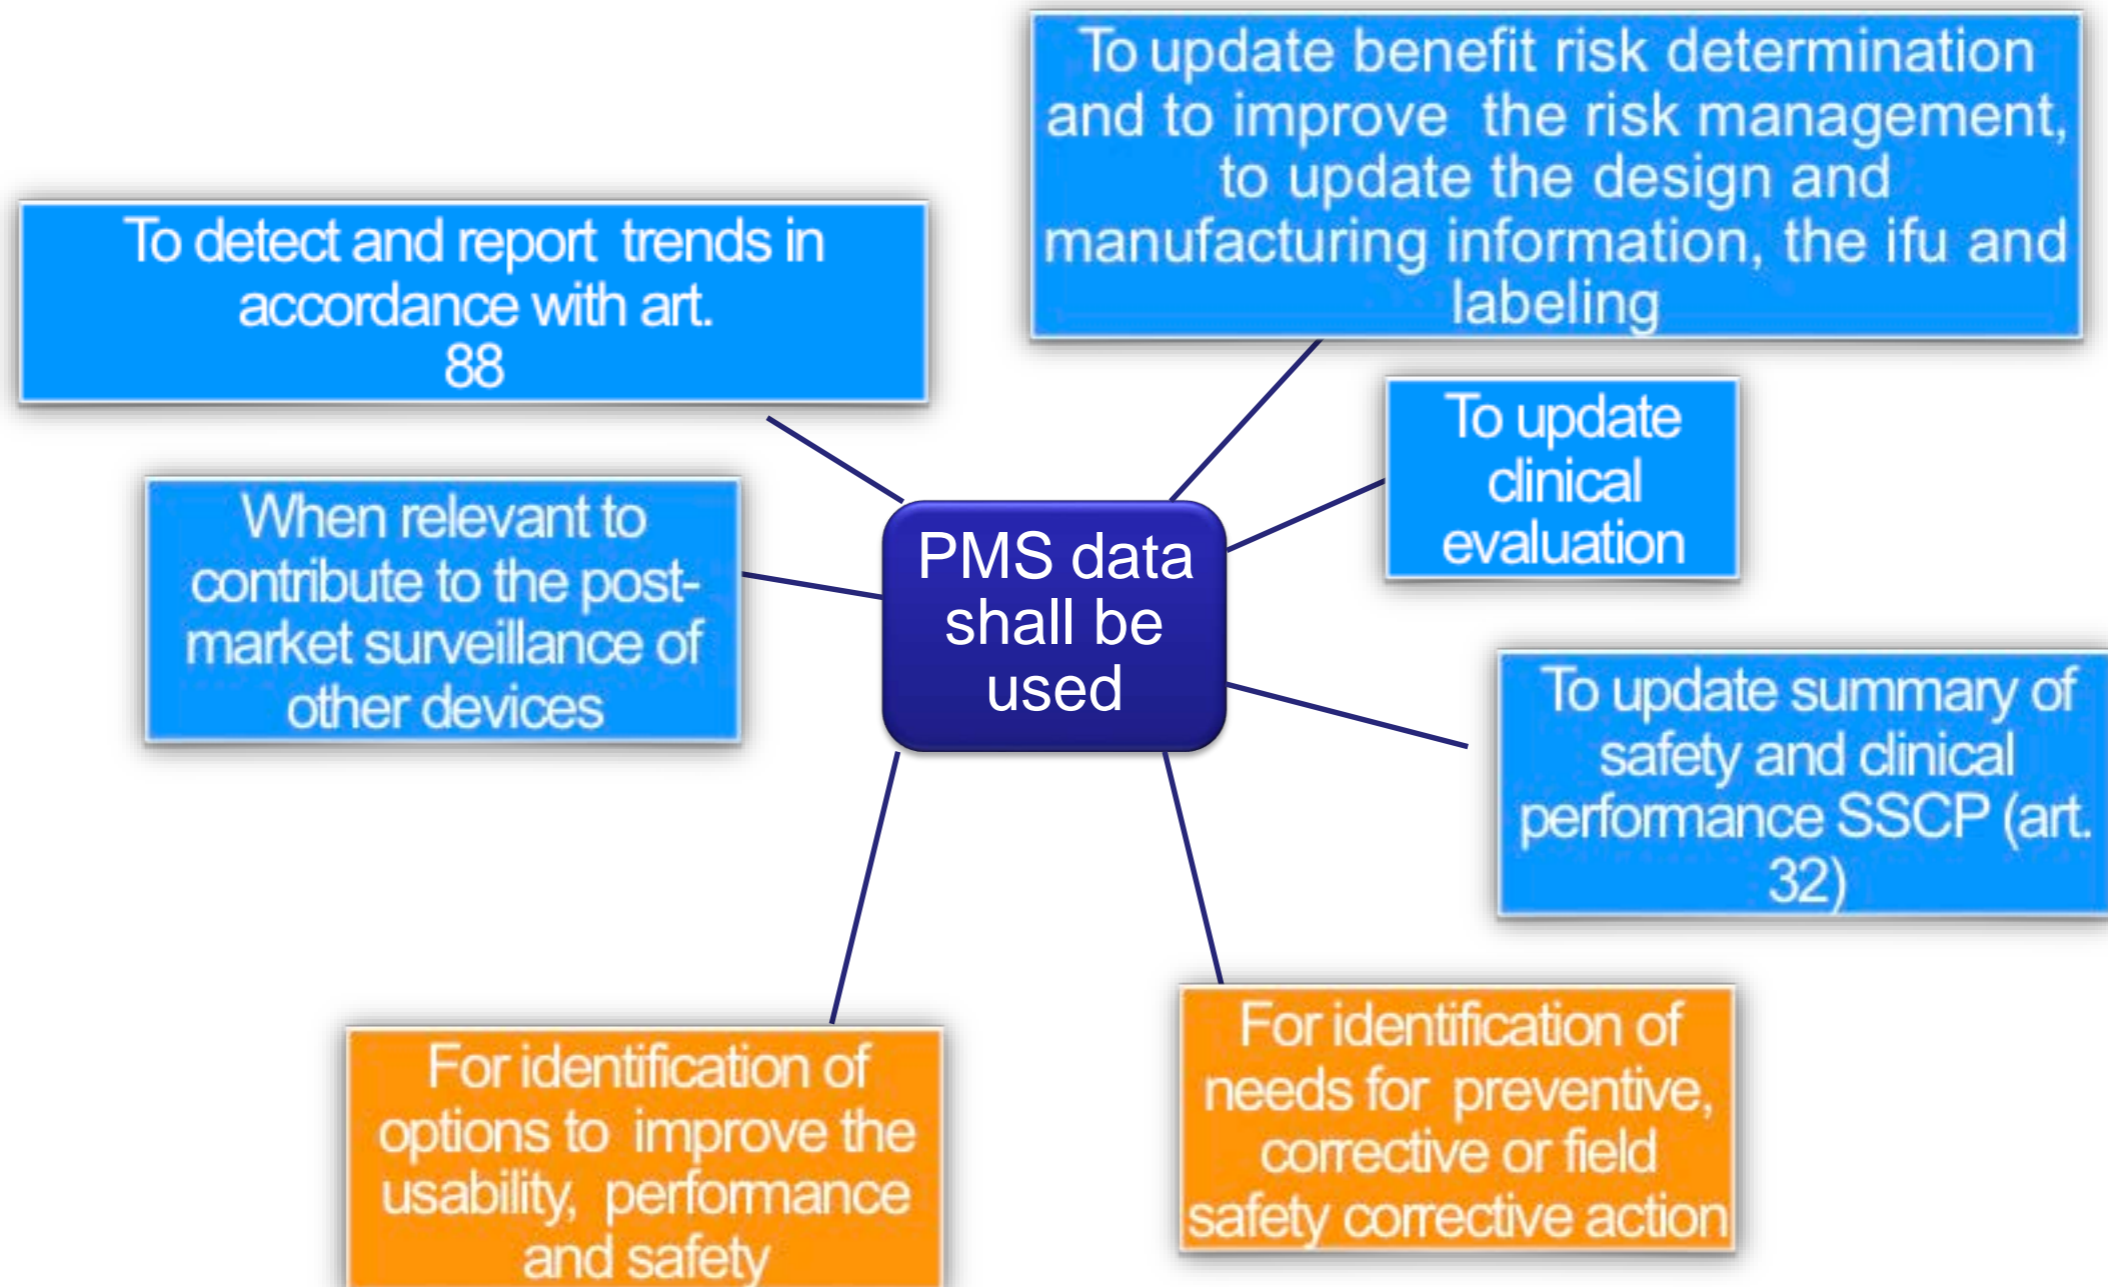 To update benefit risk determination
and to improve the risk management,
to update the design and
manufacturing information, the ifu and
labeling
To detect and report trends in
accordance with art.
88
To update
clinical
evaluation
When relevant to
contribute to the post-
market surveillance of
other devices
PMS data
shall be
used
To update summary of
safety and clinical
performance SSCP (art.
32)
For identification of
needs for preventive,
corrective or field
safety corrective action
For identification of
options to improve the
usability, performance
and safety